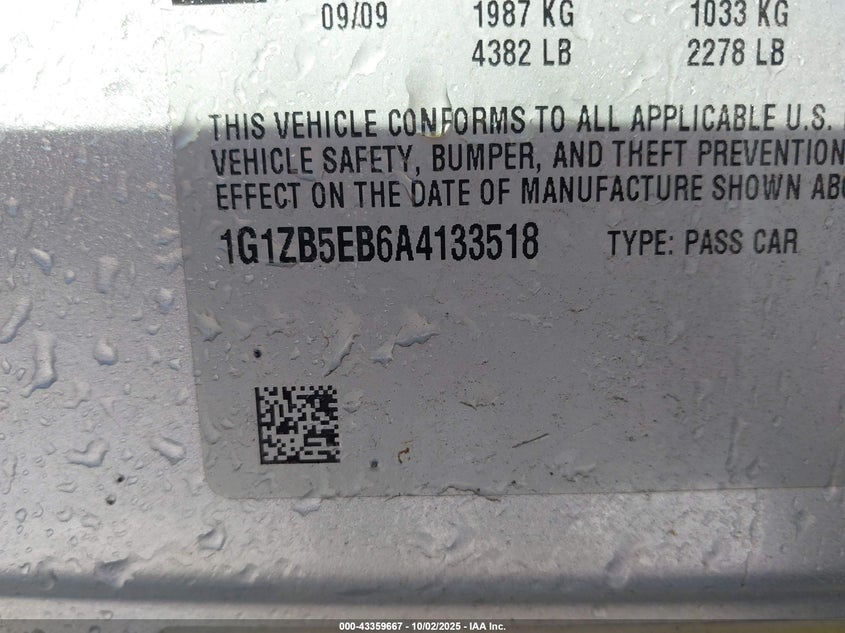 09/09 1987 KG 1033 KG
4382 LB 2278 LB
THIS VEHICLE CONFORMS TO ALL APPLICABLE U.S.
VEHICLE SAFETY, BUMPER, AND THEFT PREVENTION
EFFECT ON THE DATE OF MANUFACTURE SHOWN
1G1ZB5EB6A4133518 TYPE: PASS CAR
000-43359667 - 10/02/2025 - IAA Inc.